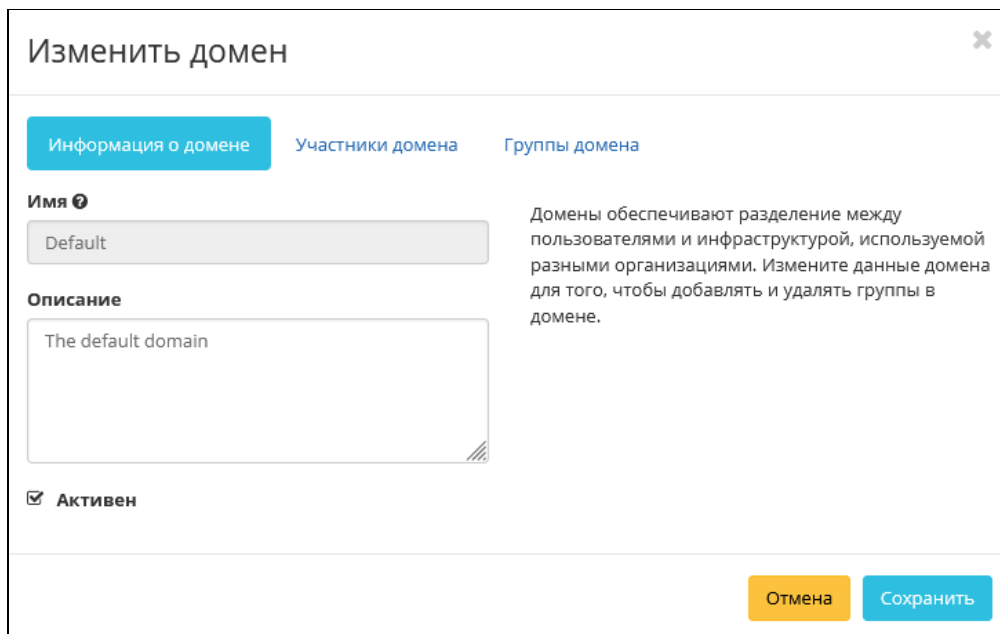 Изменить домен
Информация о домене
Участники домена
Группы домена
Имя
Default
Описание
The default domain
Активен
Домены обеспечивают разделение между
пользователями и инфраструктурой, используемой
разными организациями. Измените данные домена
для того, чтобы добавлять и удалять группы в
домене.
Отмена
Сохранить